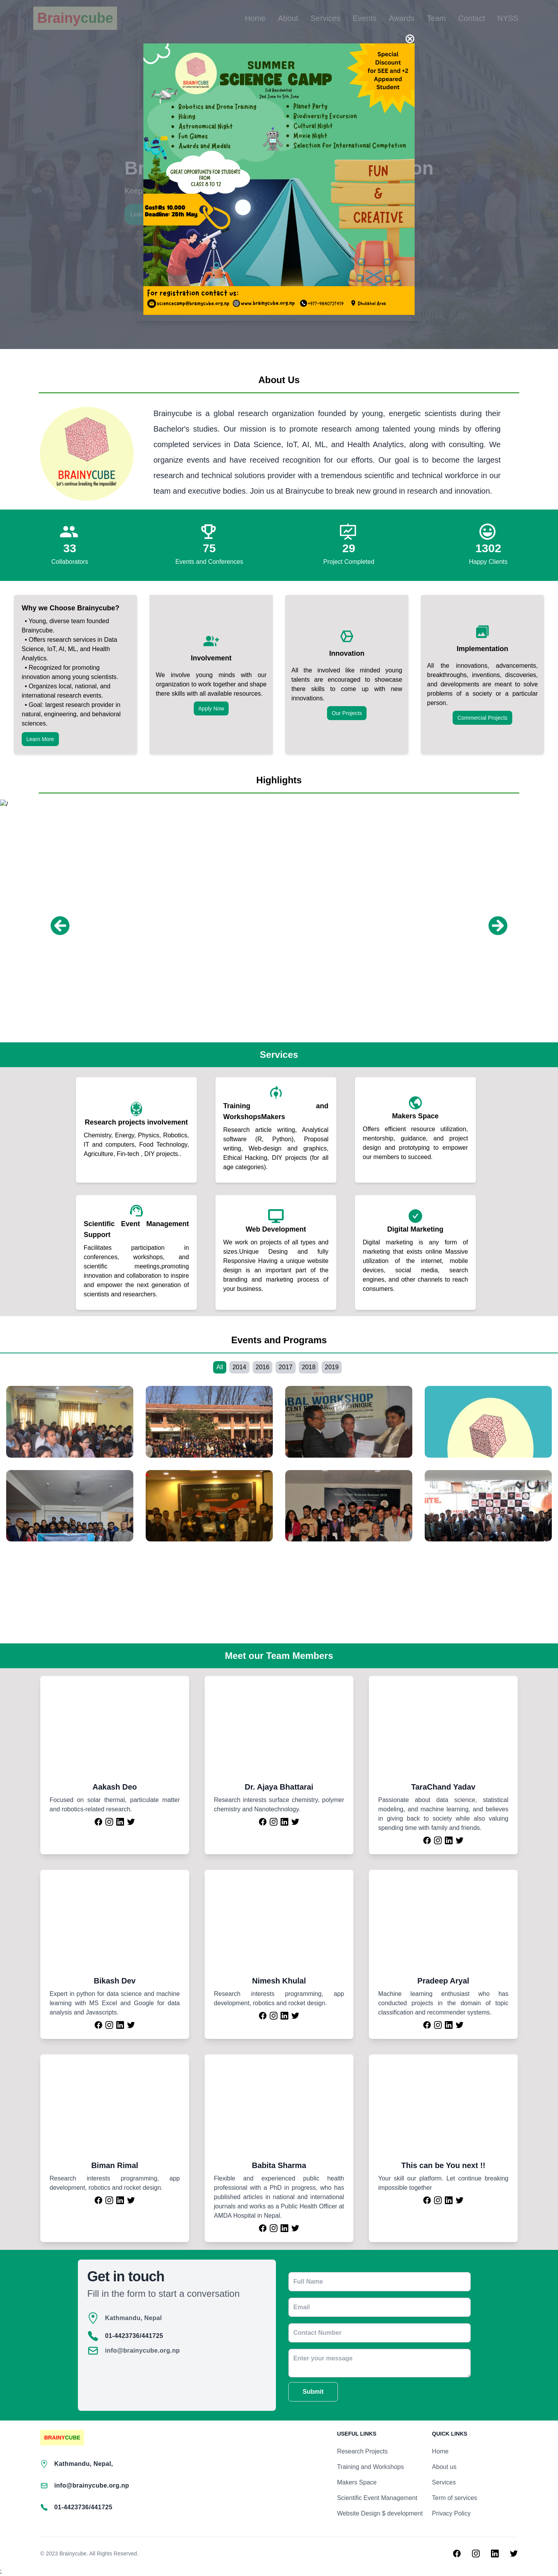 Brainycube
Home About Services Events Awards Team Contact NYSS
SUMMER
SCIENCE CAMP
Full Residential
2nd June to 5th June
Special
Discount
for SEE and +2
Appeared
Student
Robotics and Drone Training
Hiking
Astronomical Night
Fun Games
Awards and Medals
Planet Party
Biodiversity Excursion
Cultural Night
Movie Night
Selection For International Comptetion
GREAT OPPORTUNITY FOR STUDENTS
FROM
CLASS 8 TO 12
FUN
&
CREATIVE
Cost:Rs 10,000
Deadline: 28th May
For registration contact us:
sciencecamp@brainycube.org.np www.brainycube.org.np Dhulikhel Area
About Us
BRAINYCUBE
Let's continue breaking the impossible!
Brainycube is a global research organization founded by young, energetic scientists during their
Bachelor's studies. Our mission is to promote research among talented young minds by offering
completed services in Data Science, IoT, AI, ML, and Health Analytics, along with consulting. We
organize events and have received recognition for our efforts. Our goal is to become the largest
research and technical solutions provider with a tremendous scientific and technical workforce in our
team and executive bodies. Join us at Brainycube to break new ground in research and innovation.
33
Collaborators
75
Events and Conferences
29
Project Completed
1302
Happy Clients
Why we Choose Brainycube?
• Young, diverse team founded
Brainycube.
• Offers research services in Data
Science, IoT, AI, ML, and Health
Analytics.
• Recognized for promoting
innovation among young scientists.
• Organizes local, national, and
international research events.
• Goal: largest research provider in
natural, engineering, and behavioral
sciences.
Learn More
Involvement
We involve young minds with our
organization to work together and shape
there skills with all available resources.
Apply Now
Innovation
All the involved like minded young
talents are encouraged to showcase
there skills to come up with new
innovations.
Our Projects
Implementation
All the innovations, advancements,
breakthroughs, inventions, discoveries,
and developments are meant to solve
problems of a society or a particular
person.
Commercial Projects
Highlights
Services
Research projects involvement
Chemistry, Energy, Physics, Robotics,
IT and computers, Food Technology,
Agriculture, Fin-tech , DIY projects..
Training and
WorkshopsMakers
Research article writing, Analytical
software (R, Python), Proposal
writing, Web-design and graphics,
Ethical Hacking, DIY projects (for all
age categories).
Makers Space
Offers efficient resource utilization,
mentorship, guidance, and project
design and prototyping to empower
our members to succeed.
Scientific Event Management
Support
Facilitates participation in
conferences, workshops, and
scientific meetings,promoting
innovation and collaboration to inspire
and empower the next generation of
scientists and researchers.
Web Development
We work on projects of all types and
sizes.Unique Desing and fully
Responsive Having a unique website
design is an important part of the
branding and marketing process of
your business.
Digital Marketing
Digital marketing is any form of
marketing that exists online Massive
utilization of the internet, mobile
devices, social media, search
engines, and other channels to reach
consumers.
Events and Programs
All 2014 2016 2017 2018 2019
Meet our Team Members
Aakash Deo
Focused on solar thermal, particulate matter
and robotics-related research.
Dr. Ajaya Bhattarai
Research interests surface chemistry, polymer
chemistry and Nanotechnology.
TaraChand Yadav
Passionate about data science, statistical
modeling, and machine learning, and believes
in giving back to society while also valuing
spending time with family and friends.
Bikash Dev
Expert in python for data science and machine
learning with MS Excel and Google for data
analysis and Javascripts.
Nimesh Khulal
Research interests programming, app
development, robotics and rocket design.
Pradeep Aryal
Machine learning enthusiast who has
conducted projects in the domain of topic
classification and recommender systems.
Biman Rimal
Research interests programming, app
development, robotics and rocket design.
Babita Sharma
Flexible and experienced public health
professional with a PhD in progress, who has
published articles in national and international
journals and works as a Public Health Officer at
AMDA Hospital in Nepal.
This can be You next !!
Your skill our platform. Let continue breaking
impossible together
Get in touch
Fill in the form to start a conversation
Kathmandu, Nepal
01-4423736/441725
info@brainycube.org.np
Full Name
Email
Contact Number
Enter your message
Submit
BRAINYCUBE
Kathmandu, Nepal,
info@brainycube.org.np
01-4423736/441725
USEFUL LINKS
Research Projects
Training and Workshops
Makers Space
Scientific Event Management
Website Design $ development
QUICK LINKS
Home
About us
Services
Term of services
Privacy Policy
© 2023 Brainycube. All Rights Reserved.